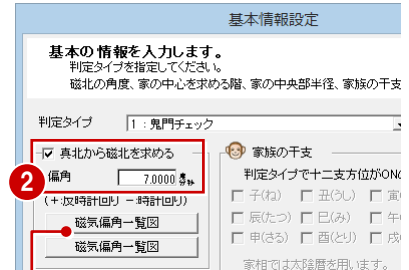 基本情報設定
基本の情報を入力します。
判定タイプを指定してください。
磁北の角度、家の中心を求める階、家の中央部半径、家族の干支
判定タイプ 1：鬼門チェック
真北から磁北を求める
家族の干支
2
偏角 7.0000
判定タイプで十二支方位がONの
(+:反時計回り −:時計回り))
子(ね) 丑(うし) 寅
磁気偏角一覧図
辰(たつ) 巳(み) 午
磁気偏角一覧図
申(さる) 酉(とり) 戌
家相では太陰暦を用います。